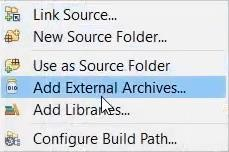 Link Source...
New Source Folder...
Use as Source Folder
Add External Archives...
Add Libraries...
Configure Build Path...